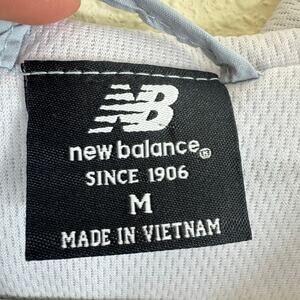 NB
new balance®
SINCE 1906
M
MADE IN VIETNAM